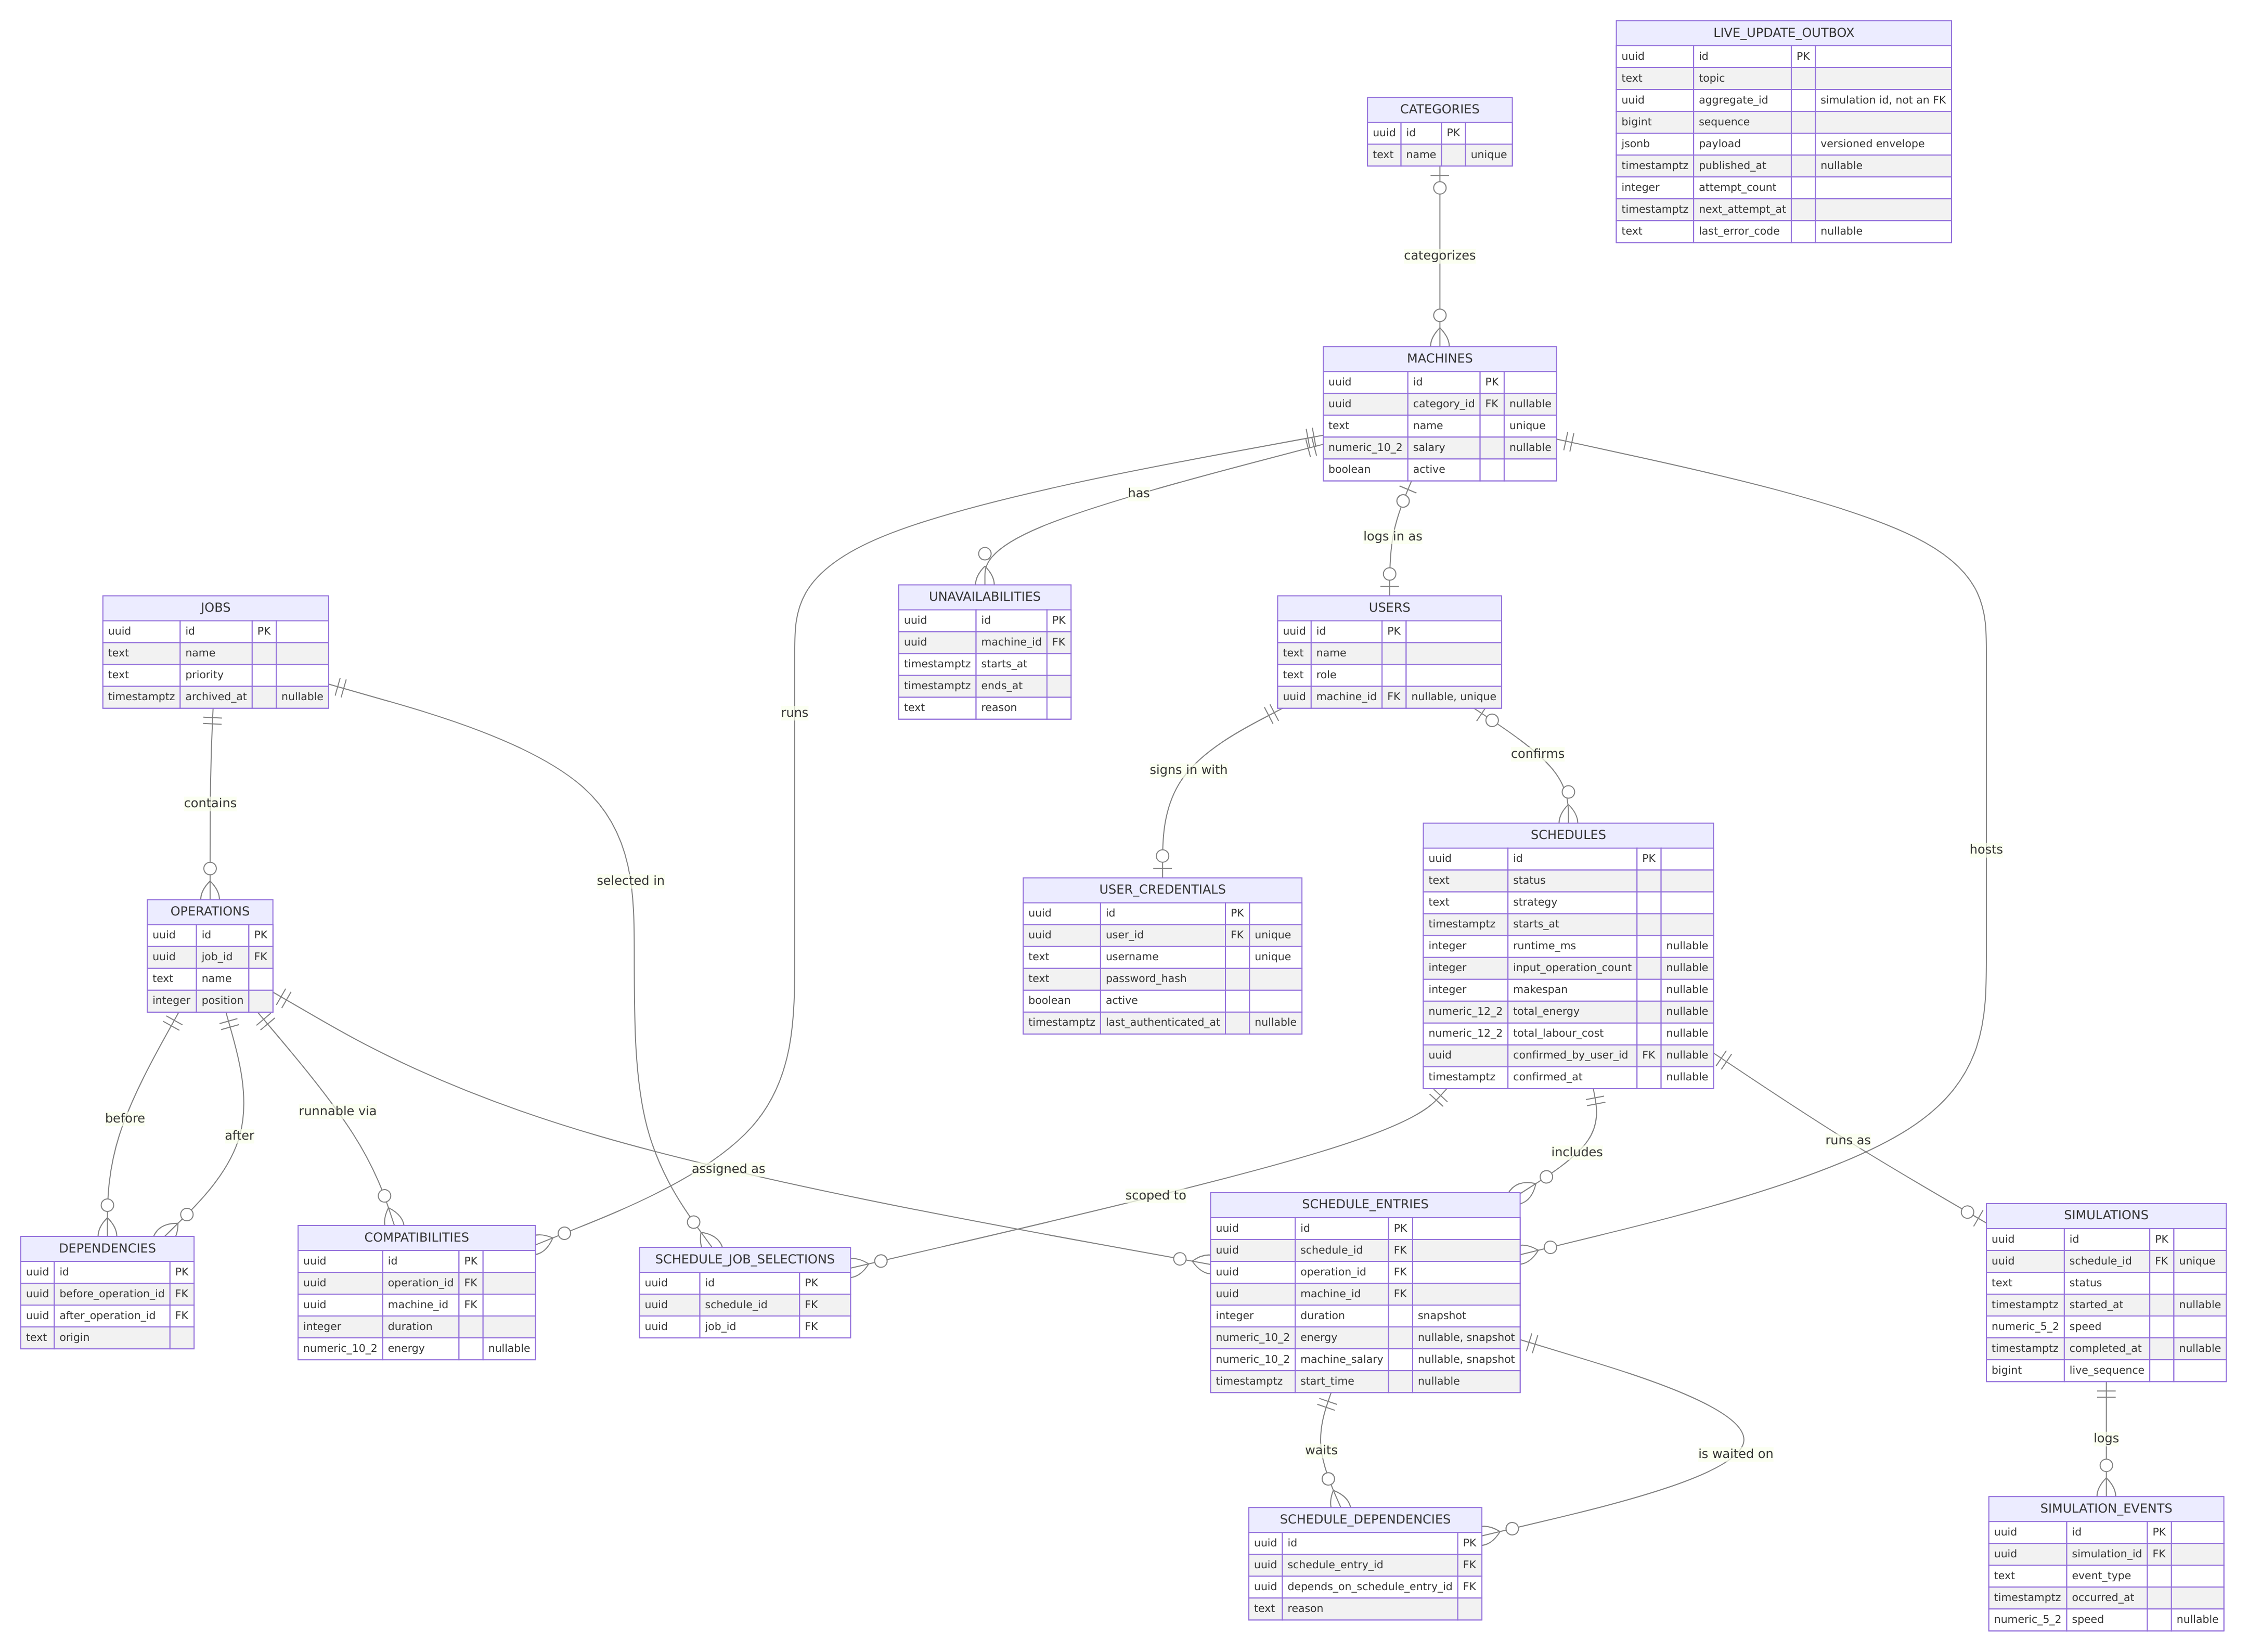 LIVE_UPDATE_OUTBOX
uuid id PK
text topic
uuid aggregate_id simulation id, not an FK
bigint sequence
jsonb payload versioned envelope
timestamptz published_at nullable
integer attempt_count
timestamptz next_attempt_at
text last_error_code nullable
CATEGORIES
uuid id PK
text name unique
categorizes
MACHINES
uuid id PK
uuid category_id FK nullable
text name unique
numeric_10_2 salary nullable
boolean active
has
logs in as
runs
hosts
UNAVAILABILITIES
uuid id PK
uuid machine_id FK
timestamptz starts_at
timestamptz ends_at
text reason
USERS
uuid id PK
text name
text role
uuid machine_id FK nullable, unique
JOBS
uuid id PK
text name
text priority
timestamptz archived_at nullable
signs in with
confirms
contains
selected in
SCHEDULES
uuid id PK
text status
text strategy
timestamptz starts_at
integer runtime_ms nullable
integer input_operation_count nullable
integer makespan nullable
numeric_12_2 total_energy nullable
numeric_12_2 total_labour_cost nullable
uuid confirmed_by_user_id FK nullable
timestamptz confirmed_at nullable
USER_CREDENTIALS
uuid id PK
uuid user_id FK unique
text username unique
text password_hash
boolean active
timestamptz last_authenticated_at nullable
OPERATIONS
uuid id PK
uuid job_id FK
text name
integer position
before
after
runnable via
assigned as
scoped to
includes
runs as
DEPENDENCIES
uuid id PK
uuid before_operation_id FK
uuid after_operation_id FK
text origin
COMPATIBILITIES
uuid id PK
uuid operation_id FK
uuid machine_id FK
integer duration
numeric_10_2 energy nullable
SCHEDULE_JOB_SELECTIONS
uuid id PK
uuid schedule_id FK
uuid job_id FK
SCHEDULE_ENTRIES
uuid id PK
uuid schedule_id FK
uuid operation_id FK
uuid machine_id FK
integer duration snapshot
numeric_10_2 energy nullable, snapshot
numeric_10_2 machine_salary nullable, snapshot
timestamptz start_time nullable
SIMULATIONS
uuid id PK
uuid schedule_id FK unique
text status
timestamptz started_at nullable
numeric_5_2 speed
timestamptz completed_at nullable
bigint live_sequence
waits
is waited on
logs
SCHEDULE_DEPENDENCIES
uuid id PK
uuid schedule_entry_id FK
uuid depends_on_schedule_entry_id FK
text reason
SIMULATION_EVENTS
uuid id PK
uuid simulation_id FK
text event_type
timestamptz occurred_at
numeric_5_2 speed nullable